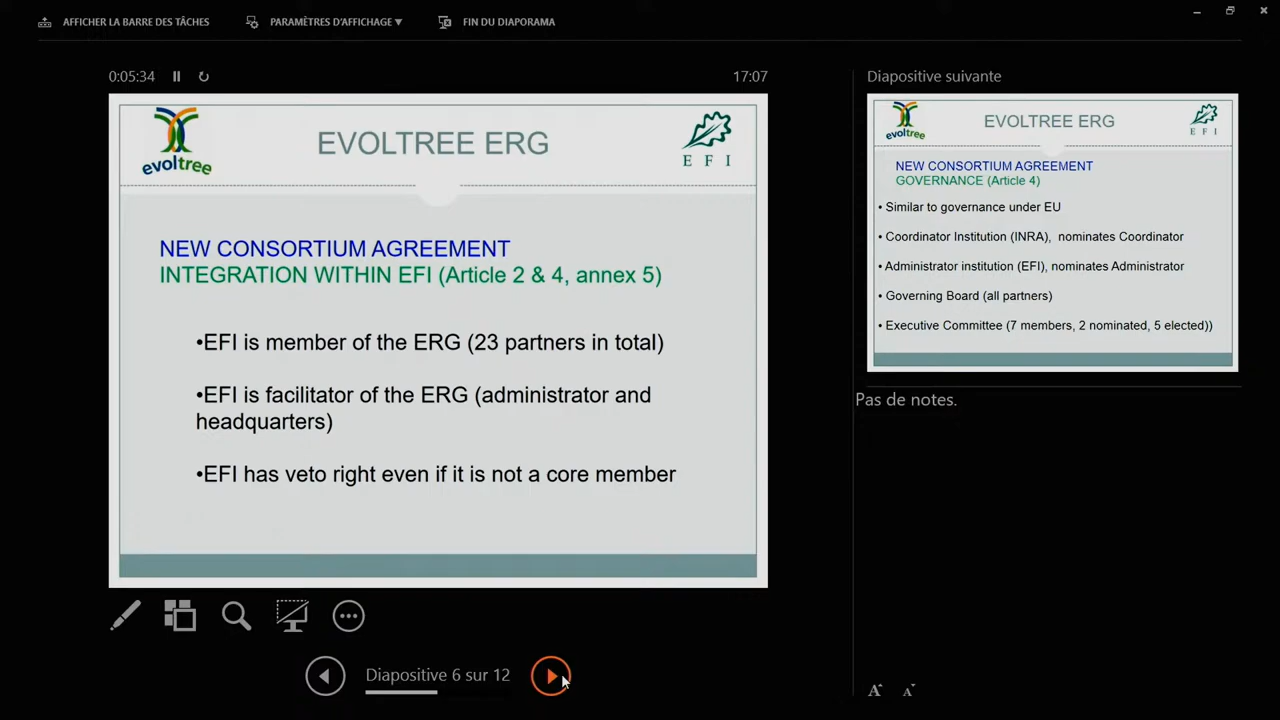 AFFICHER LA BARRE DES TÂCHES
PARAMÈTRES D'AFFICHAGE
FIN DU DIAPORAMA
0:05:34
17:07
evoltree
EVOLTREE ERG
EFI
NEW CONSORTIUM AGREEMENT
INTEGRATION WITHIN EFI (Article 2 & 4, annex 5)
•EFI is member of the ERG (23 partners in total)
•EFI is facilitator of the ERG (administrator and
headquarters)
•EFI has veto right even if it is not a core member
Diapositive 6 sur 12
Diapositive suivante
evoltree
EVOLTREE ERG
EFI
NEW CONSORTIUM AGREEMENT
GOVERNANCE (Article 4)
• Similar to governance under EU
• Coordinator Institution (INRA), nominates Coordinator
• Administrator institution (EFI), nominates Administrator
• Governing Board (all partners)
• Executive Committee (7 members, 2 nominated, 5 elected))
Pas de notes.
A A